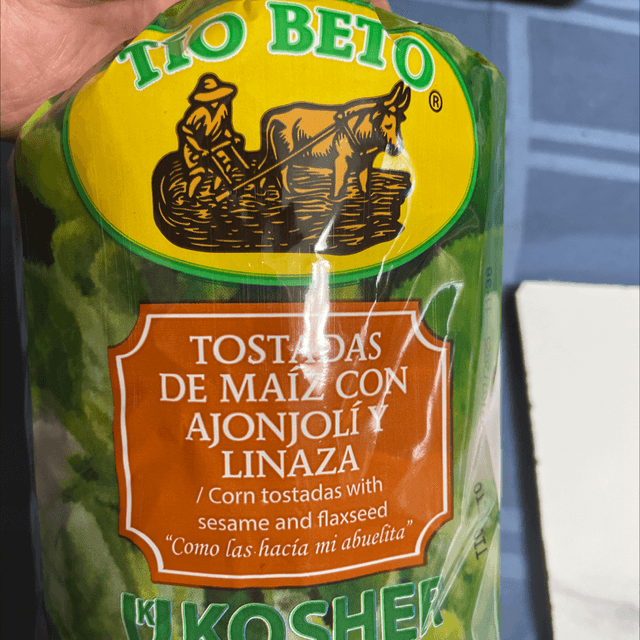 TÍO BETO
®
TOSTADAS
DE MAÍZ CON
AJONJOLÍ Y
LINAZA
/ Corn tostadas with
sesame and flaxseed
"Como las hacía mi abuelita"
KOSHER